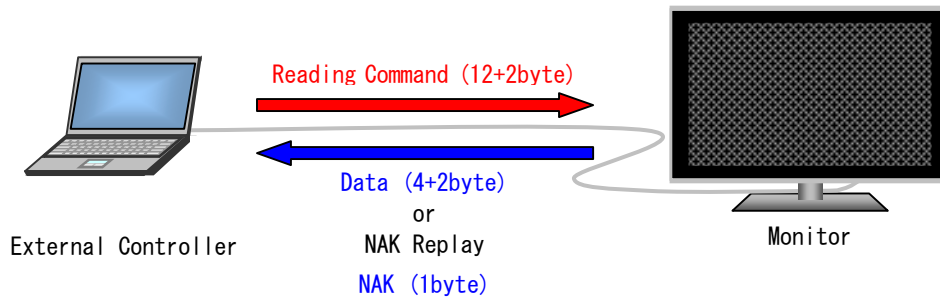 Reading Command (12+2byte)
Data (4+2byte)
or
NAK Replay
NAK (1byte)
External Controller
Monitor